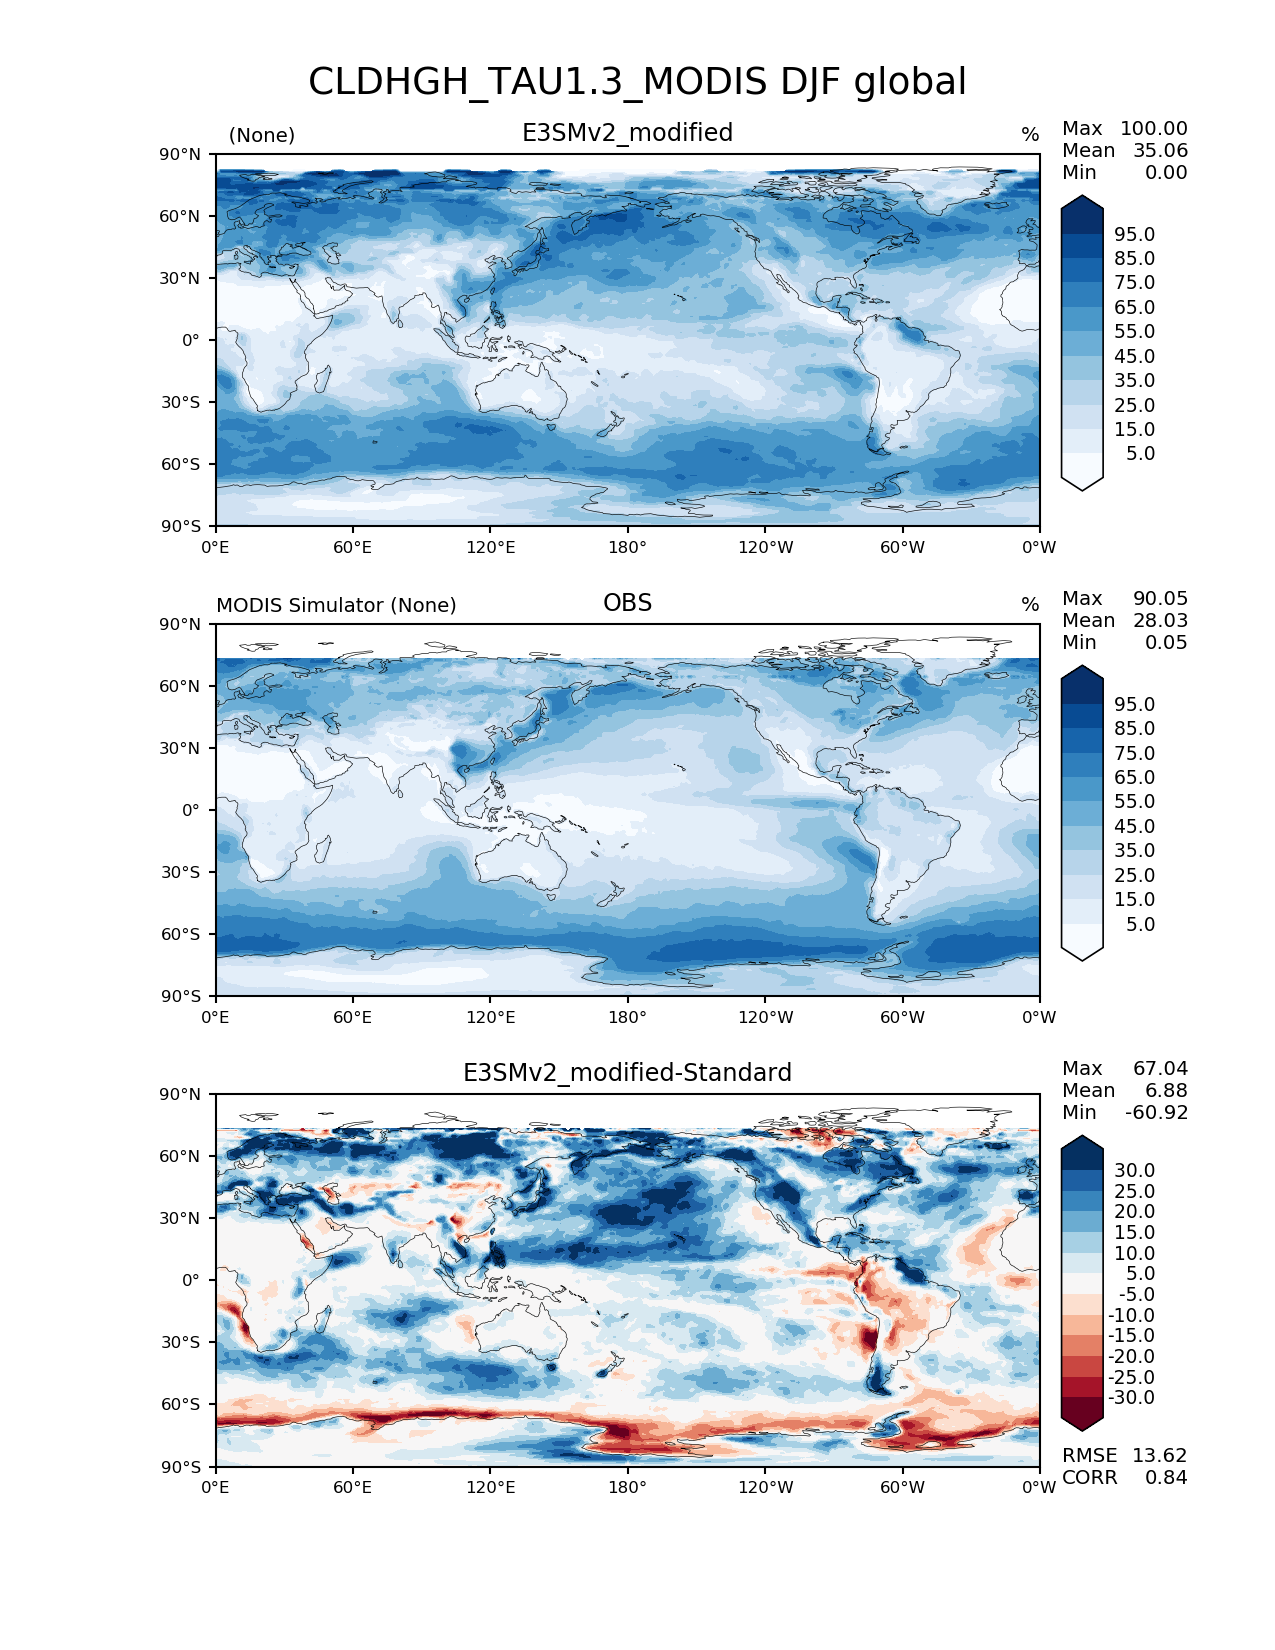 CLDHGH_TAU1.3_MODIS DJF global
(None) E3SMv2_modified %
Max 100.00
Mean 35.06
Min 0.00
90°N
60°N
30°N
0°
30°S
60°S
90°S
0°E 60°E 120°E 180° 120°W 60°W 0°W
95.0
85.0
75.0
65.0
55.0
45.0
35.0
25.0
15.0
5.0
MODIS Simulator (None) OBS %
Max 90.05
Mean 28.03
Min 0.05
90°N
60°N
30°N
0°
30°S
60°S
90°S
0°E 60°E 120°E 180° 120°W 60°W 0°W
95.0
85.0
75.0
65.0
55.0
45.0
35.0
25.0
15.0
5.0
E3SMv2_modified-Standard
Max 67.04
Mean 6.88
Min -60.92
90°N
60°N
30°N
0°
30°S
60°S
90°S
0°E 60°E 120°E 180° 120°W 60°W 0°W
30.0
25.0
20.0
15.0
10.0
5.0
-5.0
-10.0
-15.0
-20.0
-25.0
-30.0
RMSE 13.62
CORR 0.84